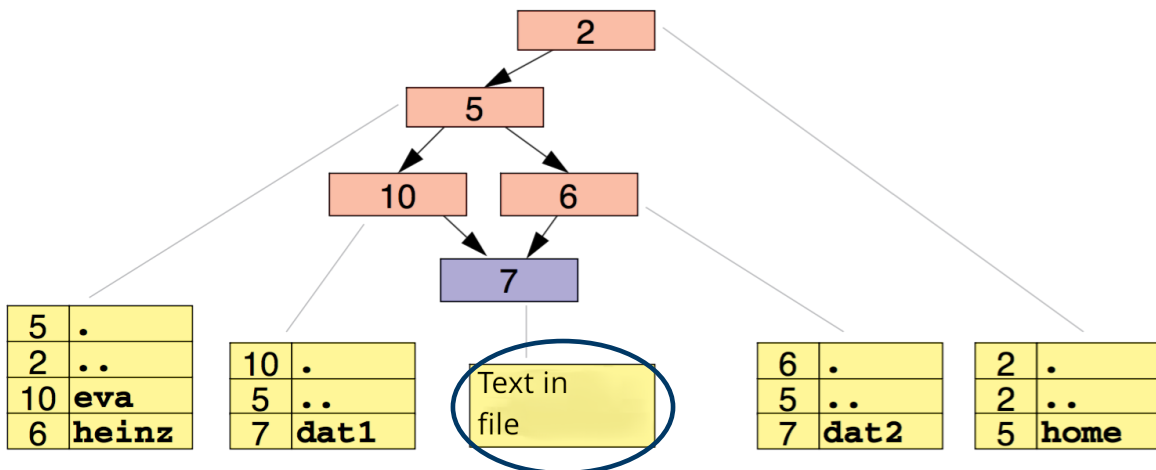 2
5
10 6
7
5 .
2 ..
10 eva
6 heinz
10 .
5 ..
7 dat1
Text in
file
6 .
5 ..
7 dat2
2 .
2 ..
5 home